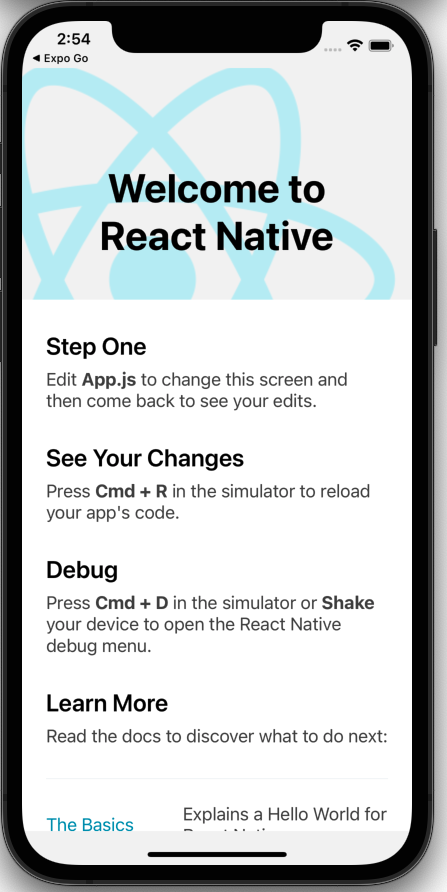 2:54
◀ Expo Go
Welcome to
React Native
Step One
Edit App.js to change this screen and
then come back to see your edits.
See Your Changes
Press Cmd + R in the simulator to reload
your app's code.
Debug
Press Cmd + D in the simulator or Shake
your device to open the React Native
debug menu.
Learn More
Read the docs to discover what to do next:
The Basics
Explains a Hello World for